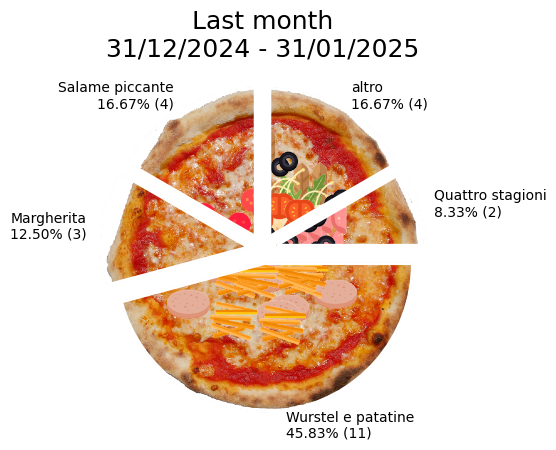 Last month
31/12/2024 - 31/01/2025
Salame piccante
16.67% (4)
altro
16.67% (4)
Quattro stagioni
8.33% (2)
Margherita
12.50% (3)
Wurstel e patatine
45.83% (11)